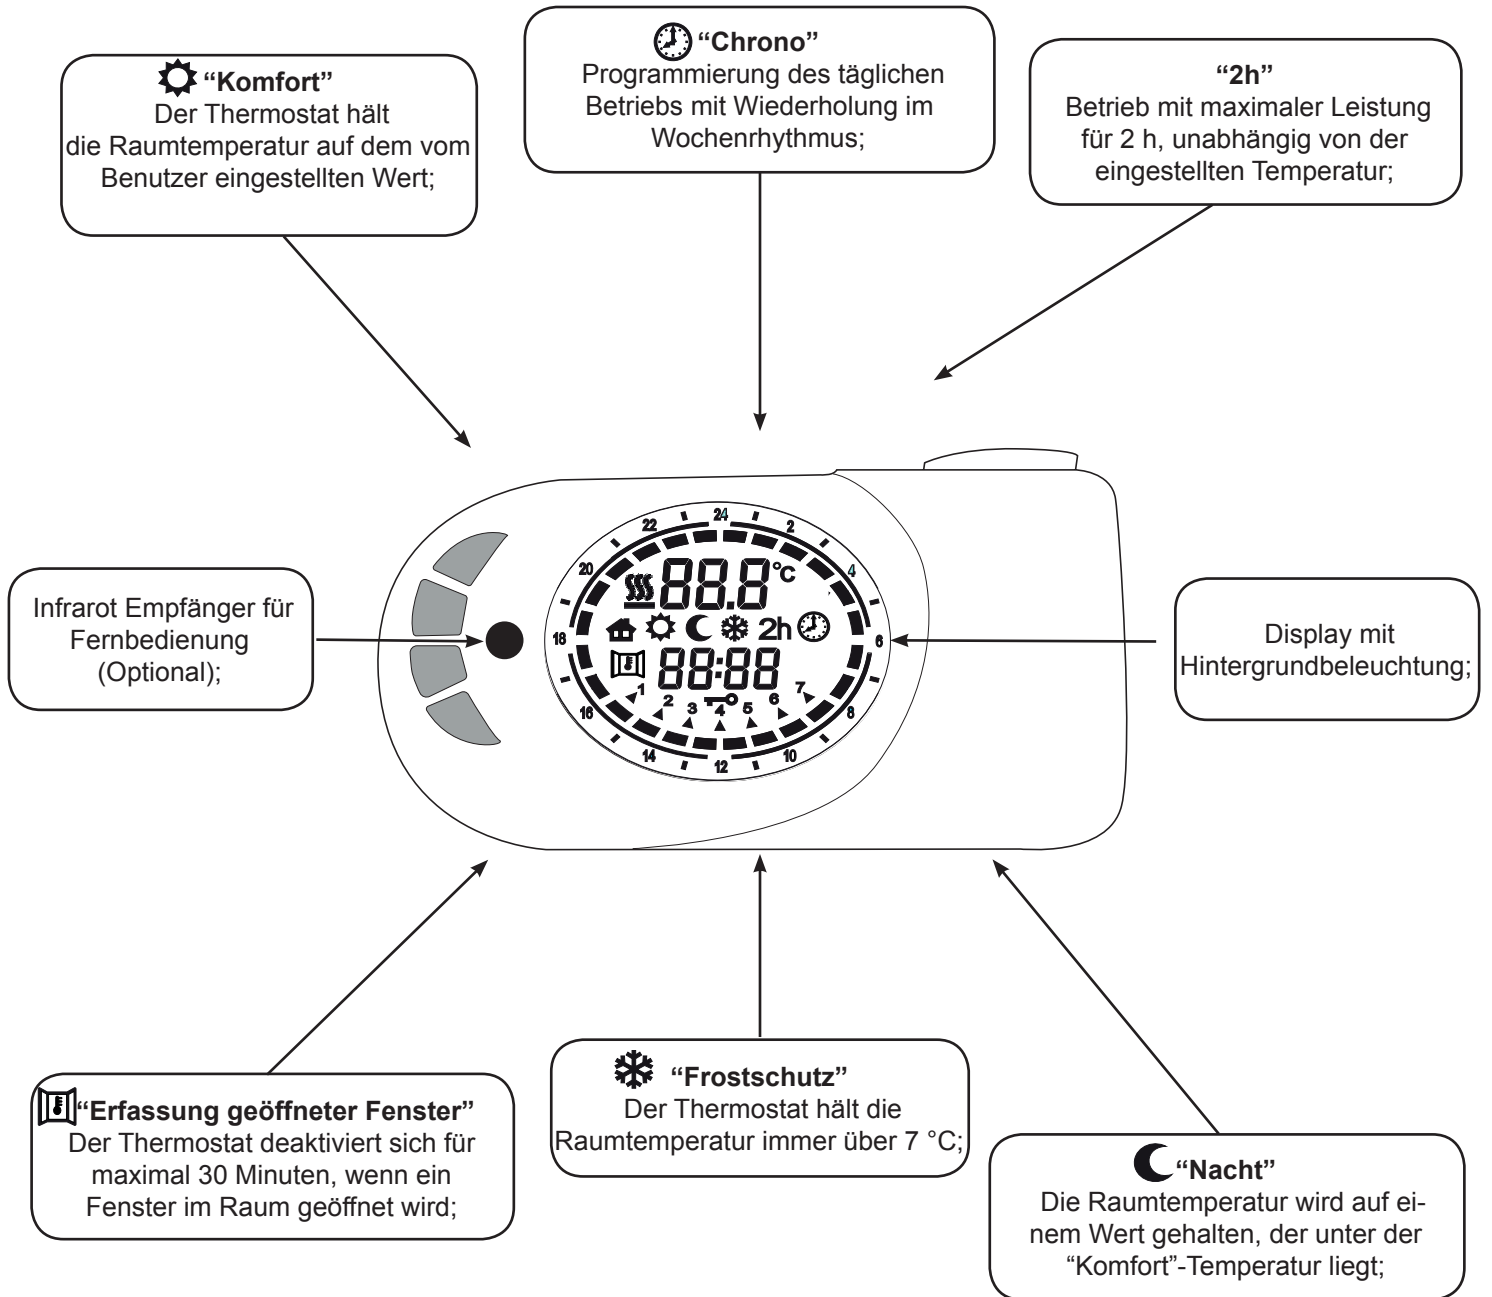 “Komfort”
Der Thermostat hält
die Raumtemperatur auf dem vom
Benutzer eingestellten Wert;
“Chrono”
Programmierung des täglichen
Betriebs mit Wiederholung im
Wochenrhythmus;
“2h”
Betrieb mit maximaler Leistung
für 2 h, unabhängig von der
eingestellten Temperatur;
Infrarot Empfänger für
Fernbedienung
(Optional);
24
2
4
6
8
10
12
14
16
18
20
22
88.8°C
2h
88:88
1 2 3 4 5 6 7
Display mit
Hintergrundbeleuchtung;
“Erfassung geöffneter Fenster”
Der Thermostat deaktiviert sich für
maximal 30 Minuten, wenn ein
Fenster im Raum geöffnet wird;
“Frostschutz”
Der Thermostat hält die
Raumtemperatur immer über 7 °C;
“Nacht”
Die Raumtemperatur wird auf ei-
nem Wert gehalten, der unter der
“Komfort”-Temperatur liegt;